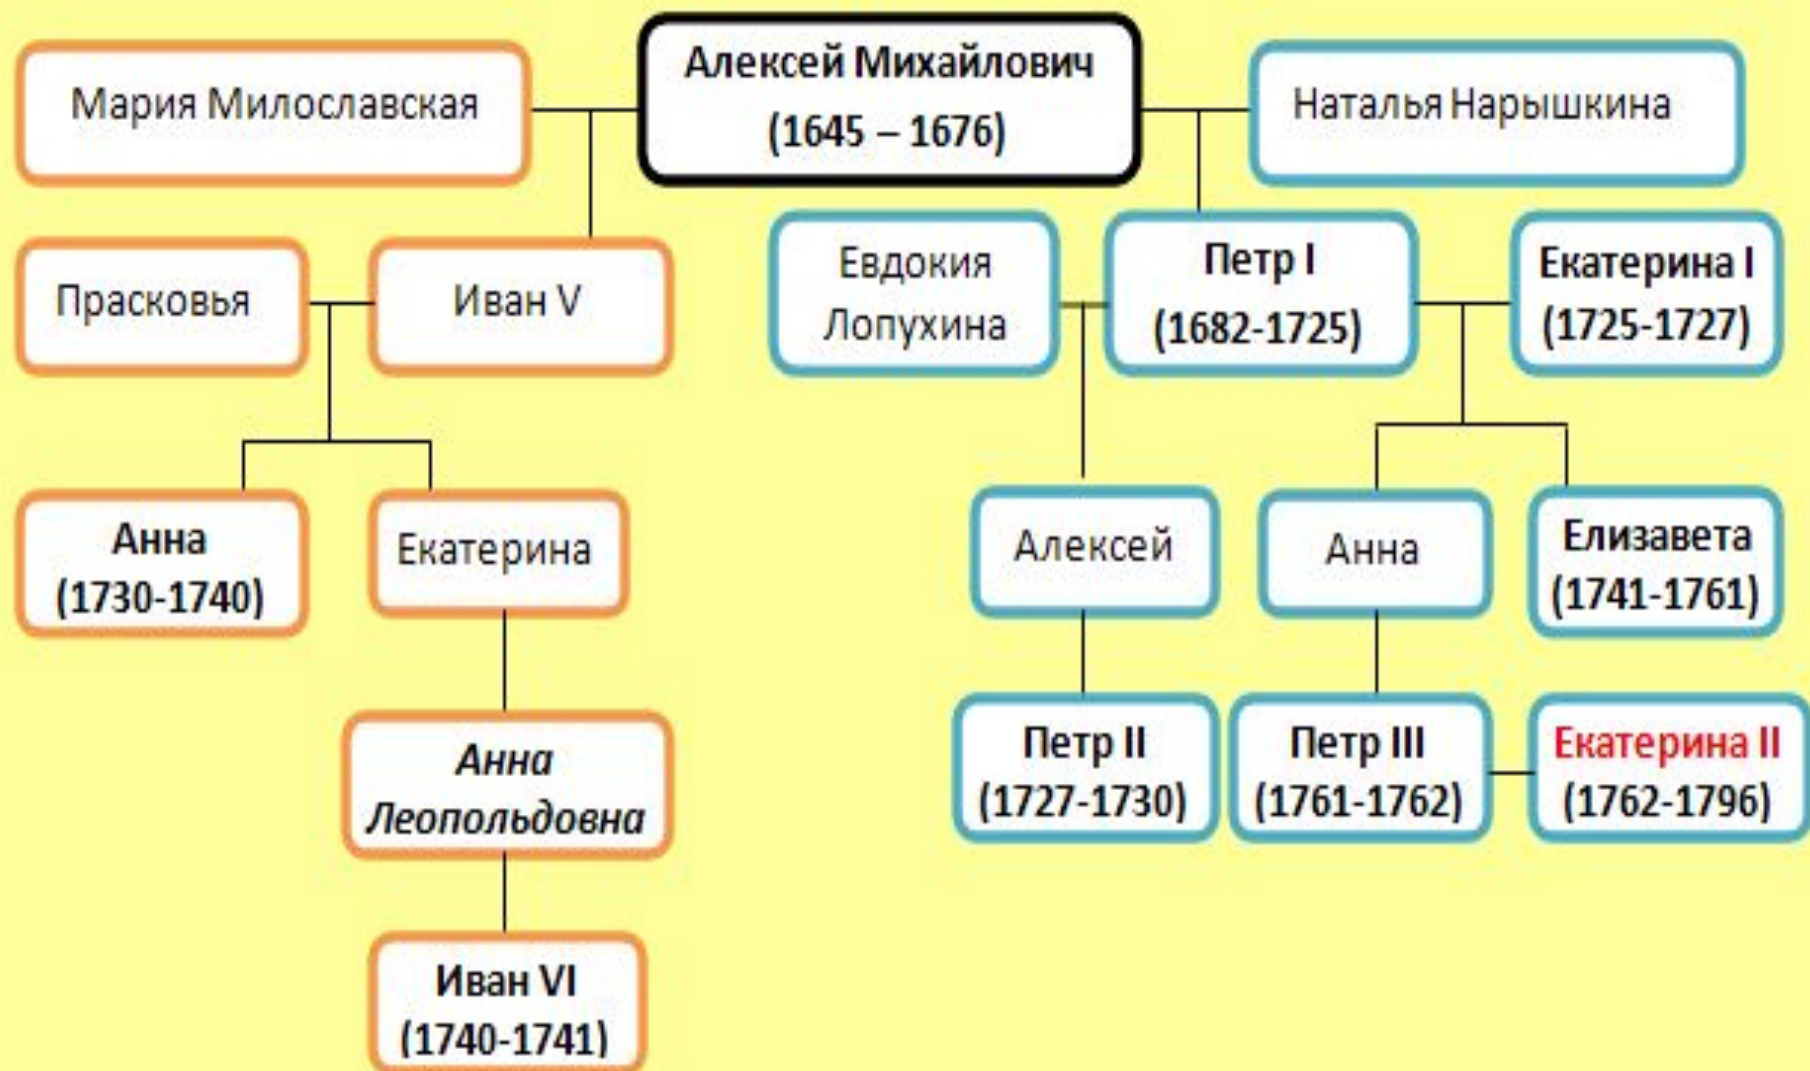 Мария Милославская
Алексей Михайлович
(1645 – 1676)
Наталья Нарышкина
Прасковья
Иван V
Евдокия
Лопухина
Петр I
(1682-1725)
Екатерина I
(1725-1727)
Анна
(1730-1740)
Екатерина
Алексей
Анна
Елизавета
(1741-1761)
Анна
Леопольдовна
Петр II
(1727-1730)
Петр III
(1761-1762)
Екатерина II
(1762-1796)
Иван VI
(1740-1741)